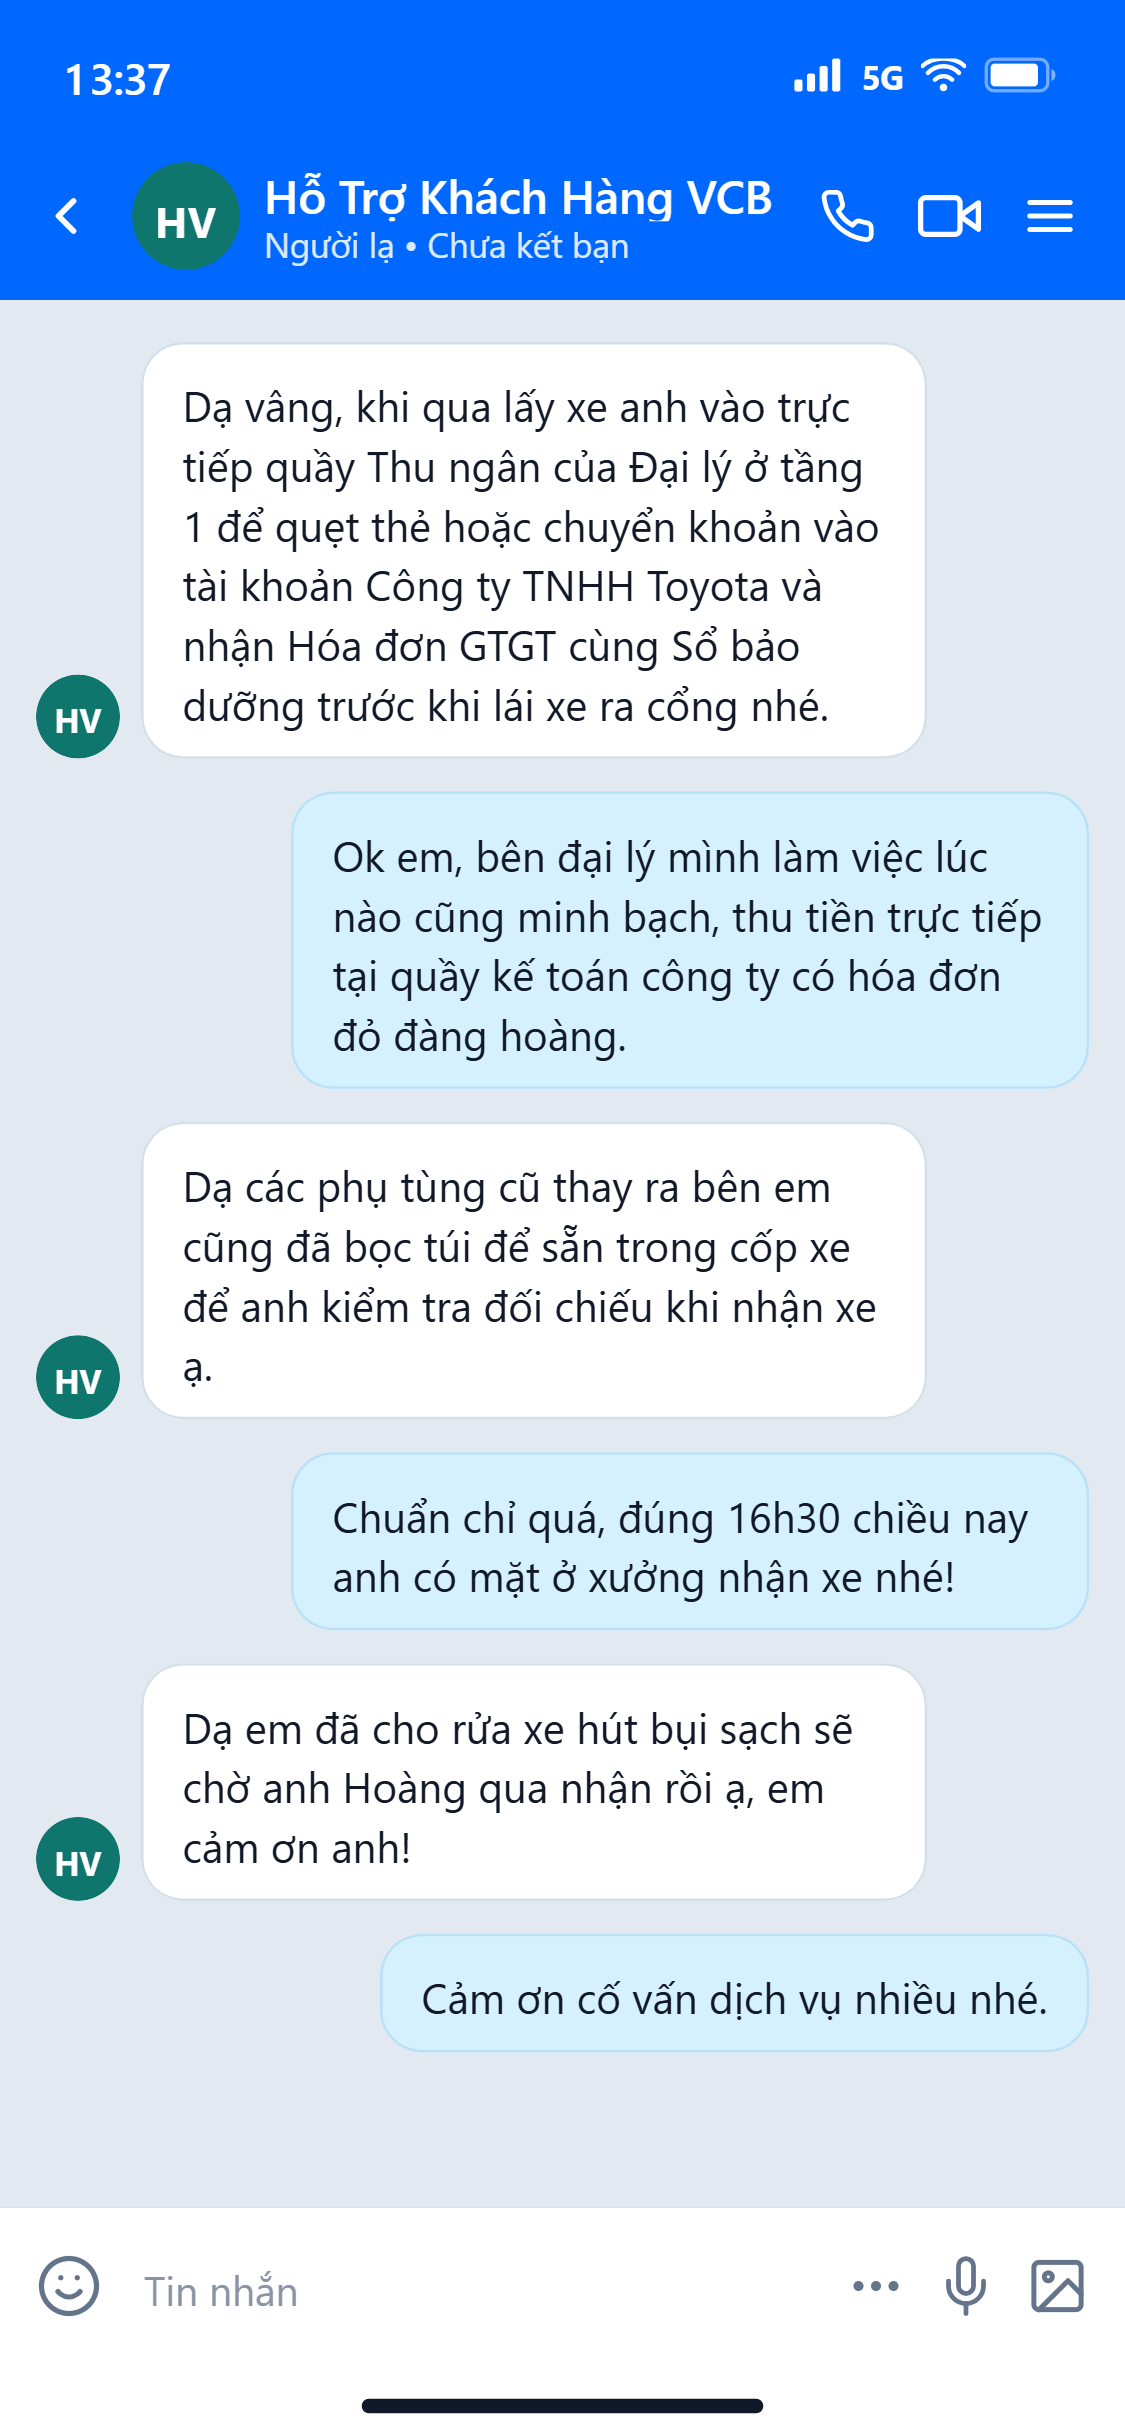 13:37
5G
HV
Hỗ Trợ Khách Hàng VCB
Người lạ • Chưa kết bạn
Dạ vâng, khi qua lấy xe anh vào trực
tiếp quầy Thu ngân của Đại lý ở tầng
1 để quẹt thẻ hoặc chuyển khoản vào
tài khoản Công ty TNHH Toyota và
nhận Hóa đơn GTGT cùng Sổ bảo
dưỡng trước khi lái xe ra cổng nhé.
HV
Ok em, bên đại lý mình làm việc lúc
nào cũng minh bạch, thu tiền trực tiếp
tại quầy kế toán công ty có hóa đơn
đỏ đàng hoàng.
Dạ các phụ tùng cũ thay ra bên em
cũng đã bọc túi để sẵn trong cốp xe
để anh kiểm tra đối chiếu khi nhận xe
ạ.
HV
Chuẩn chỉ quá, đúng 16h30 chiều nay
anh có mặt ở xưởng nhận xe nhé!
Dạ em đã cho rửa xe hút bụi sạch sẽ
chờ anh Hoàng qua nhận rồi ạ, em
cảm ơn anh!
HV
Cảm ơn cố vấn dịch vụ nhiều nhé.
Tin nhắn